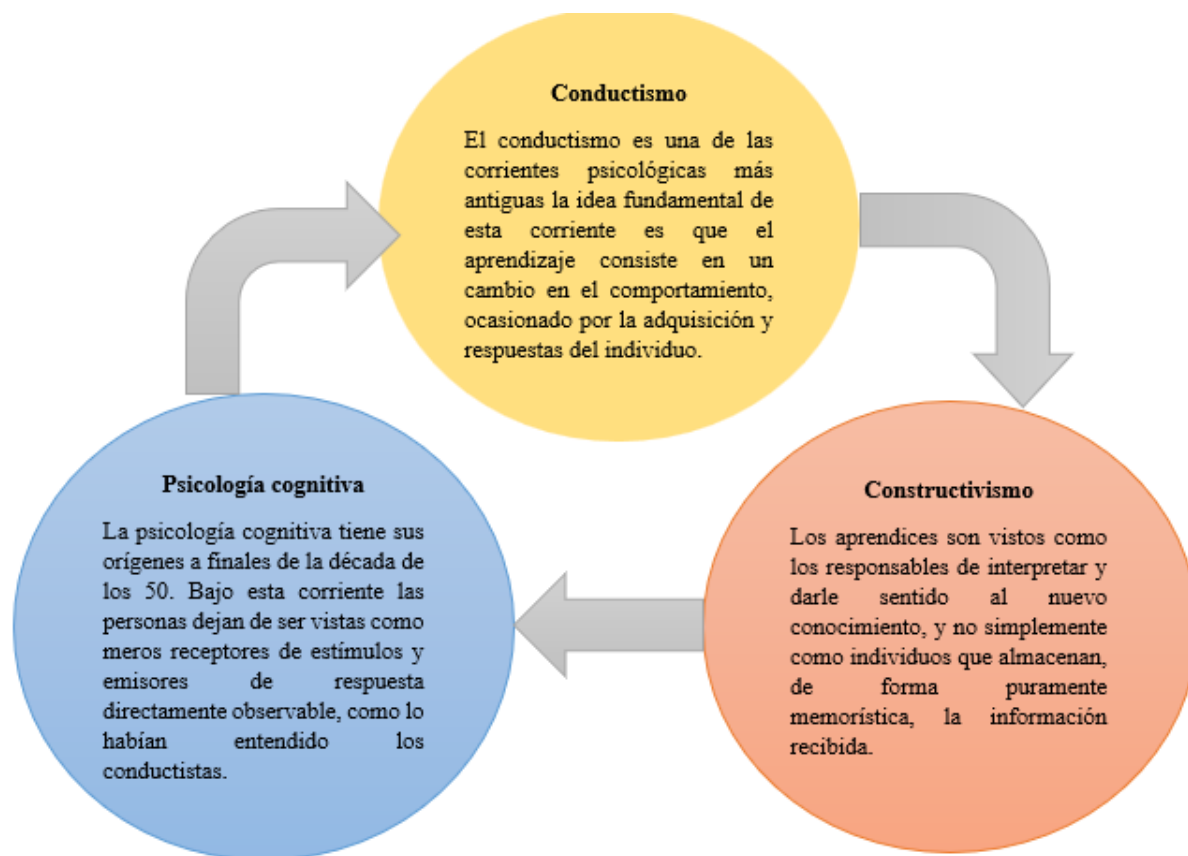 Conductismo
El conductismo es una de las
corrientes psicológicas más
antiguas la idea fundamental de
esta corriente es que el
aprendizaje consiste en un
cambio en el comportamiento,
ocasionado por la adquisición y
respuestas del individuo.
Psicología cognitiva
La psicología cognitiva tiene sus
orígenes a finales de la década de
los 50. Bajo esta corriente las
personas dejan de ser vistas como
meros receptores de estímulos y
emisores de respuesta
directamente observable, como lo
habían entendido los
conductistas.
Constructivismo
Los aprendices son vistos como
los responsables de interpretar y
darle sentido al nuevo
conocimiento, y no simplemente
como individuos que almacenan,
de forma puramente
memorística, la información
recibida.